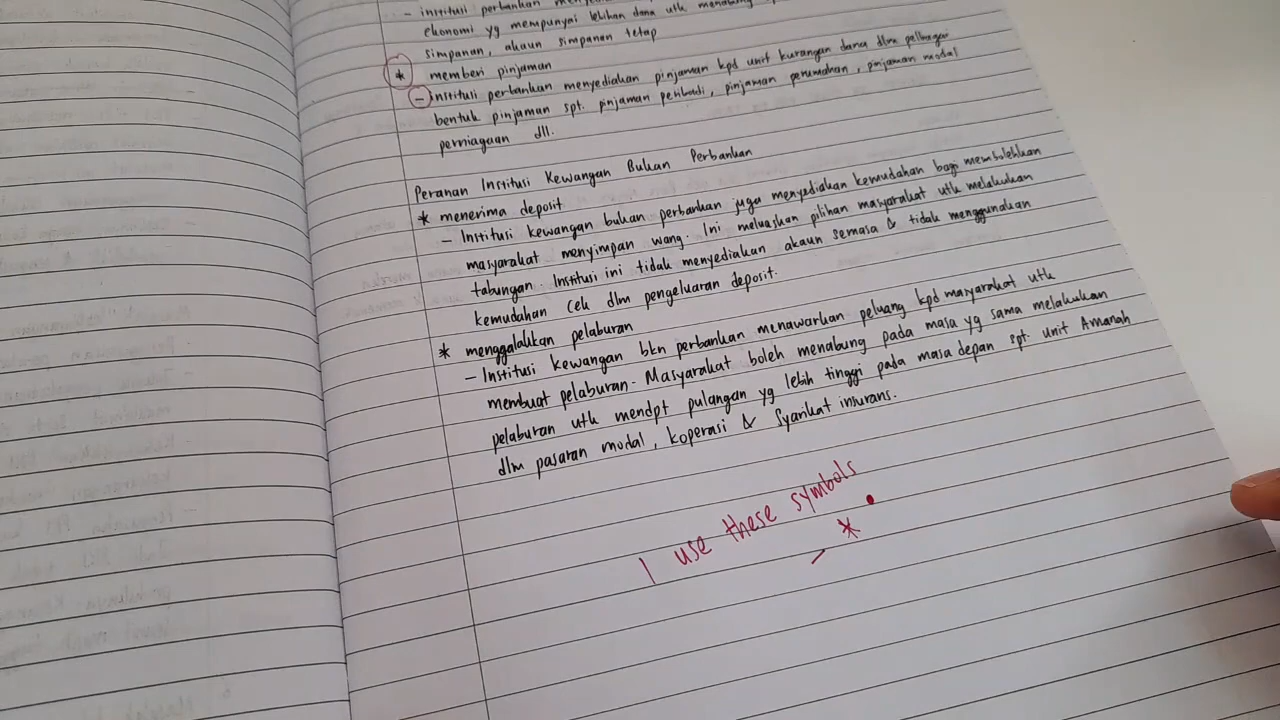 - institusi perbankan
ekonomi yg mempunyai lebihan dana utk menabung
simpanan, akaun simpanan tetap
* memberi pinjaman
- institusi perbankan menyediakan pinjaman kpd unit kurangan dana dlm pelbagai
bentuk pinjaman spt. pinjaman peribadi, pinjaman perumahan, pinjaman modal
perniagaan dll.
Peranan Institusi Kewangan Bukan Perbankan
* menerima deposit
- Institusi kewangan bukan perbankan juga menyediakan kemudahan bagi membolehkan
masyarakat menyimpan wang. Ini meluaskan pilihan masyarakat utk melakukan
tabungan. Institusi ini tidak menyediakan akaun semasa & tidak menggunakan
kemudahan cek dlm pengeluaran deposit.
* menggalakkan pelaburan
- Institusi kewangan bkn perbankan menawarkan peluang kpd masyarakat utk
membuat pelaburan. Masyarakat boleh menabung pada masa yg sama melakukan
pelaburan utk mendpt pulangan yg lebih tinggi pada masa depan spt. unit Amanah
dlm pasaran modal, koperasi & Syarikat insurans.
I use these symbols
- * •